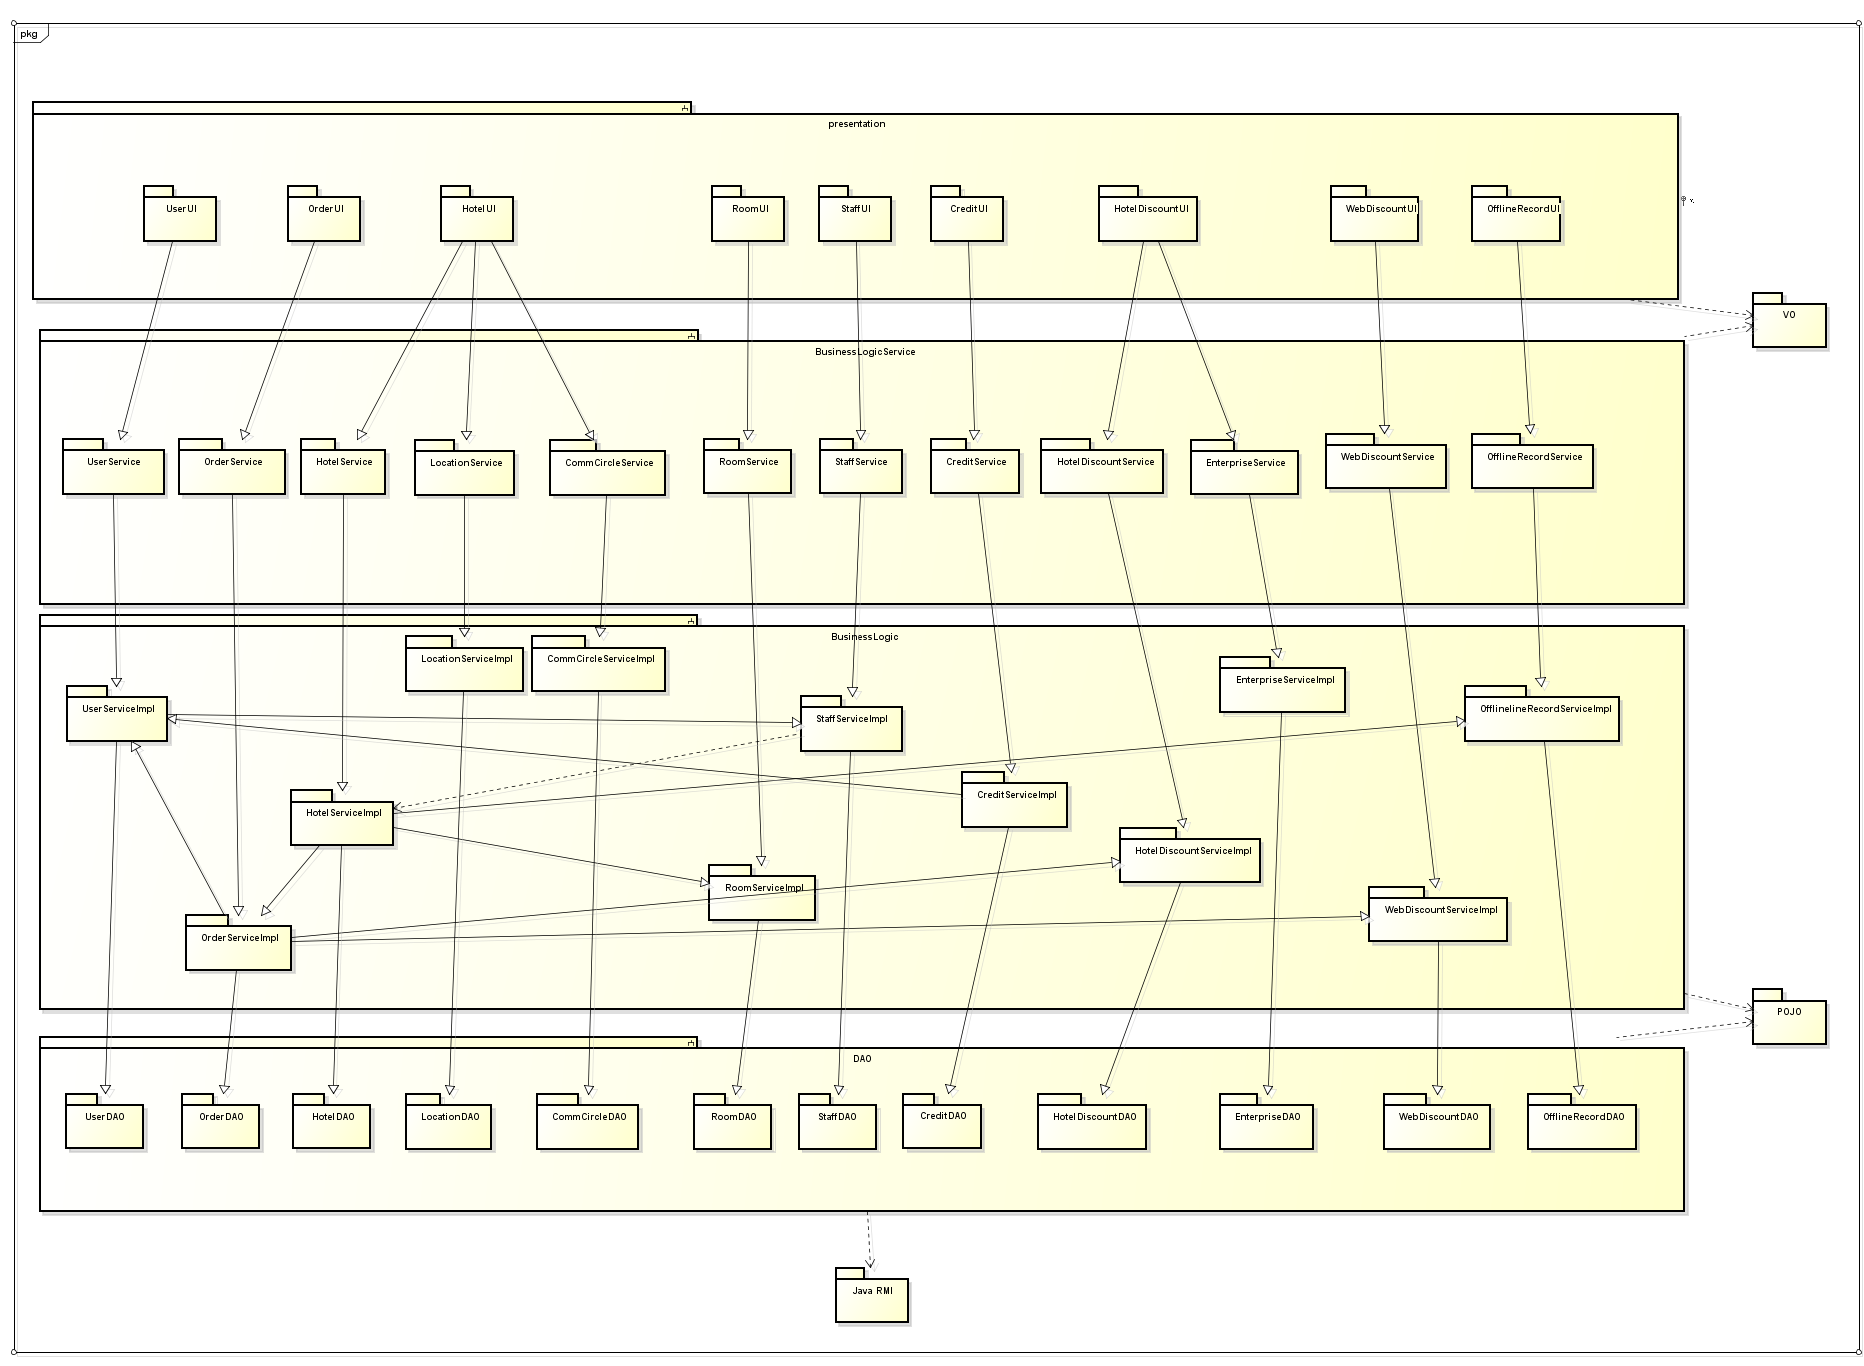 pkg
presentation
UserUI
OrderUI
HotelUI
RoomUI
StaffUI
CreditUI
HotelDiscountUI
WebDiscountUI
OfflineRecordUI
VO
BusinessLogicService
UserService
OrderService
HotelService
LocationService
CommCircleService
RoomService
StaffService
CreditService
HotelDiscountService
EnterpriseService
WebDiscountService
OfflineRecordService
BusinessLogic
LocationServiceImpl
CommCircleServiceImpl
EnterpriseServiceImpl
UserServiceImpl
StaffServiceImpl
OfflinelineRecordServiceImpl
CreditServiceImpl
HotelServiceImpl
HotelDiscountServiceImpl
RoomServiceImpl
WebDiscountServiceImpl
OrderServiceImpl
POJO
DAO
UserDAO
OrderDAO
HotelDAO
LocationDAO
CommCircleDAO
RoomDAO
StaffDAO
CreditDAO
HotelDiscountDAO
EnterpriseDAO
WebDiscountDAO
OfflineRecordDAO
Java RMI